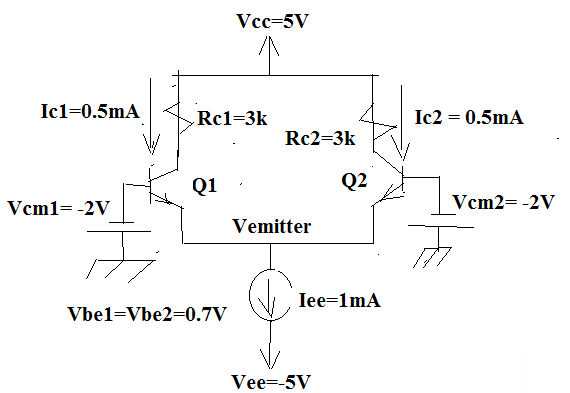 Vcc=5V
Ic1=0.5mA
Rc1=3k
Ic2 = 0.5mA
Rc2=3k
Q1
Q2
Vcm1= -2V
Vcm2= -2V
Vemitter
Iee=1mA
Vbe1=Vbe2=0.7V
Vee=-5V